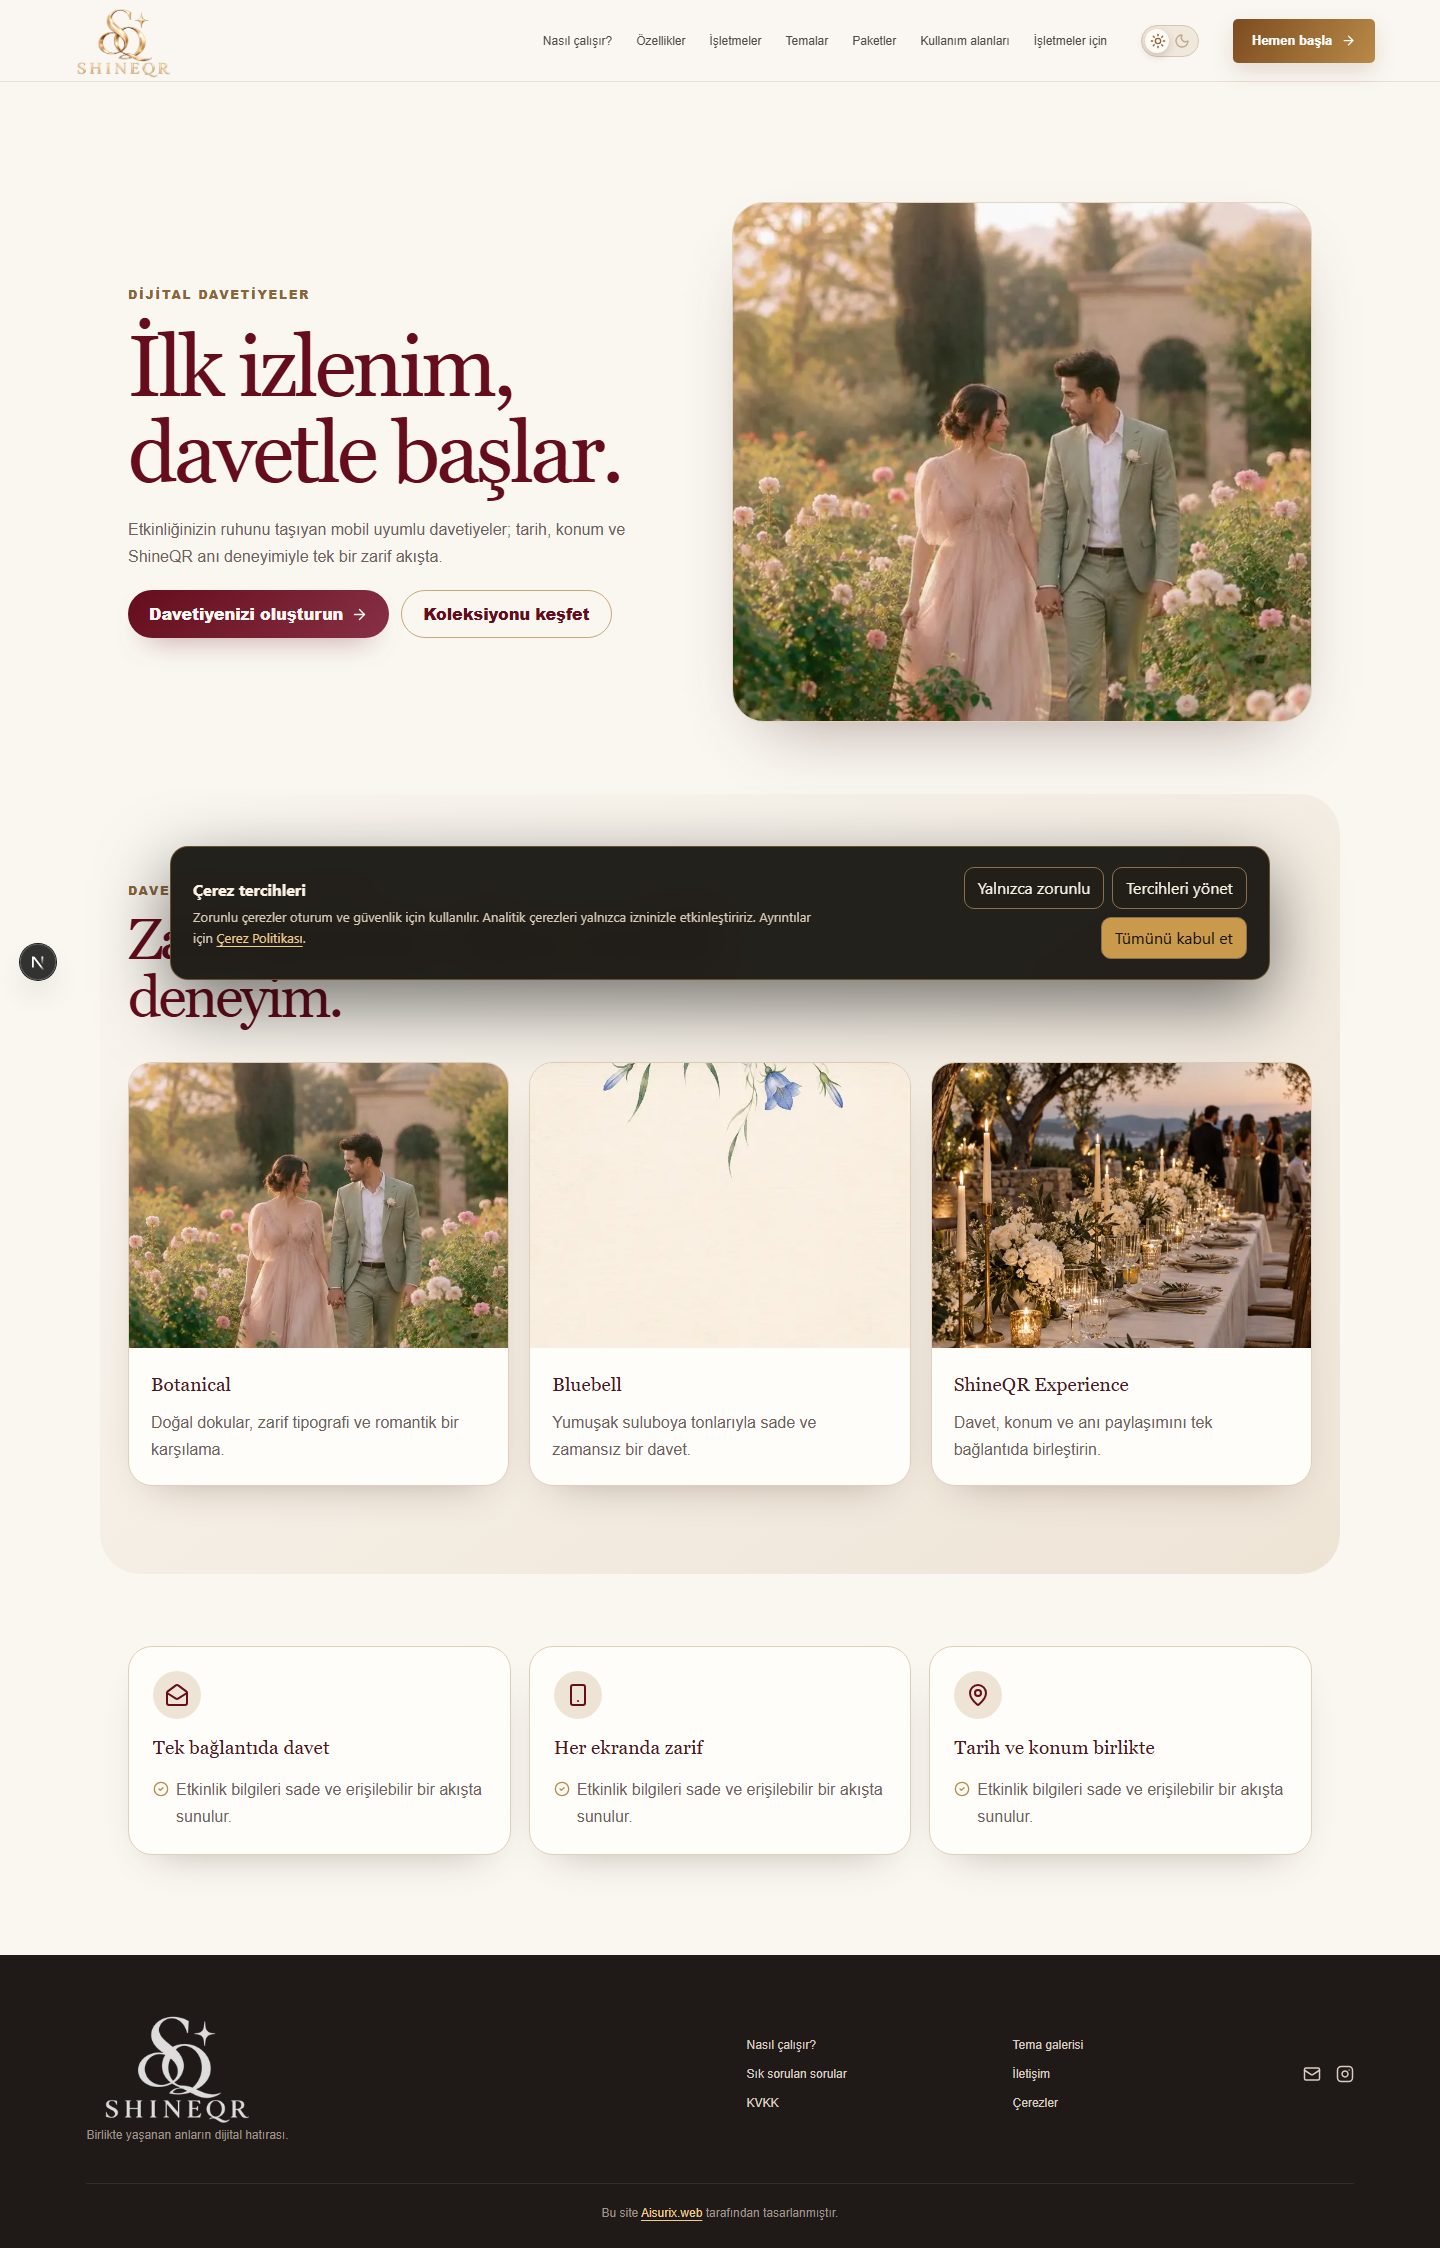 SHINEQR
Nasıl çalışır?
Özellikler
İşletmeler
Temalar
Paketler
Kullanım alanları
İşletmeler için
Hemen başla
DİJİTAL DAVETİYELER
İlk izlenim,
davetle başlar.
Etkinliğinizin ruhunu taşıyan mobil uyumlu davetiyeler; tarih, konum ve
ShineQR anı deneyimiyle tek bir zarif akışta.
Davetiyenizi oluşturun
Koleksiyonu keşfet
Çerez tercihleri
Zorunlu çerezler oturum ve güvenlik için kullanılır. Analitik çerezleri yalnızca izninizle etkinleştiririz. Ayrıntılar
için Çerez Politikası.
Yalnızca zorunlu
Tercihleri yönet
Tümünü kabul et
deneyim.
Botanical
Doğal dokular, zarif tipografi ve romantik bir
karşılama.
Bluebell
Yumuşak suluboya tonlarıyla sade ve
zamansız bir davet.
ShineQR Experience
Davet, konum ve anı paylaşımını tek
bağlantıda birleştirin.
Tek bağlantıda davet
Etkinlik bilgileri sade ve erişilebilir bir akışta
sunulur.
Her ekranda zarif
Etkinlik bilgileri sade ve erişilebilir bir akışta
sunulur.
Tarih ve konum birlikte
Etkinlik bilgileri sade ve erişilebilir bir akışta
sunulur.
SHINEQR
Birlikte yaşanan anların dijital hatırası.
Nasıl çalışır?
Sık sorulan sorular
KVKK
Tema galerisi
İletişim
Çerezler
Bu site Aisurix.web tarafından tasarlanmıştır.